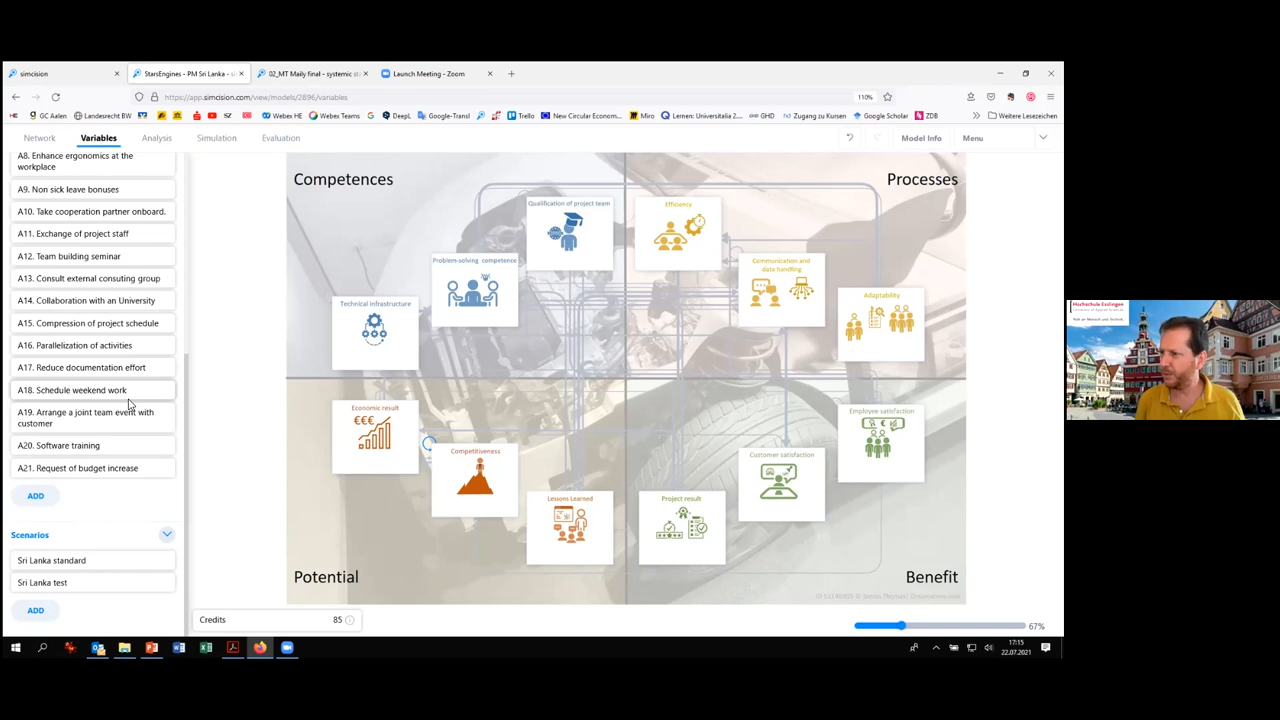 simcision
StarsEngines - PM Sri Lanka - si
02_MT Maily final - systemic st
Launch Meeting - Zoom
https://app.simcision.com/view/models/2896/variables
110%
GC Aalen
Landesrecht BW
SZ
Webex HE
Webex Teams
DeepL
Google-Transl
Trello
New Circular Econom...
Miro
Lernen: Universitalia 2....
GHD
Zugang zu Kursen
Google Scholar
ZDB
Weitere Lesezeichen
Network
Variables
Analysis
Simulation
Evaluation
Model Info
Menu
A8. Enhance ergonomics at the
workplace
A9. Non sick leave bonuses
A10. Take cooperation partner onboard.
A11. Exchange of project staff
A12. Team building seminar
A13. Consult external consulting group
A14. Collaboration with an University
A15. Compression of project schedule
A16. Parallelization of activities
A17. Reduce documentation effort
A18. Schedule weekend work
A19. Arrange a joint team event with
customer
A20. Software training
A21. Request of budget increase
ADD
Scenarios
Sri Lanka standard
Sri Lanka test
ADD
Competences
Processes
Qualification of project team
Efficiency
Problem-solving competence
Communication and
data handling
Technical infrastructure
Adaptability
Economic result
€€€
Employee satisfaction
Competitiveness
Customer satisfaction
Lessons Learned
Project result
Potential
Benefit
Credits
85
67%
17:15
22.07.2021
Hochschule Esslingen